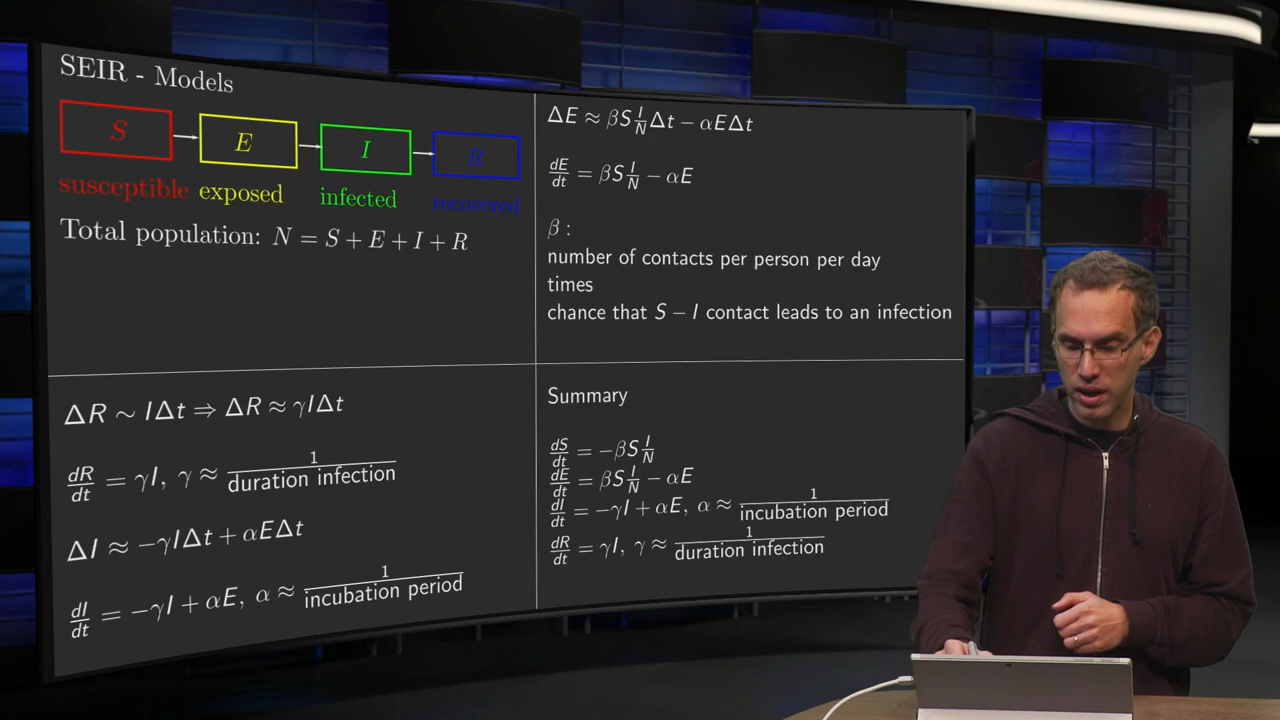 SEIR - Models
S E I R
susceptible exposed infected recovered
Total population: N = S + E + I + R
ΔR ∼ IΔt ⇒ ΔR ≈ γIΔt
dR/dt = γI, γ ≈ 1/duration infection
ΔI ≈ −γIΔt + αEΔt
dI/dt = −γI + αE, α ≈ 1/incubation period
ΔE ≈ βS I/N Δt − αEΔt
dE/dt = βS I/N − αE
β :
number of contacts per person per day
times
chance that S − I contact leads to an infection
Summary
dS/dt = −βS I/N
dE/dt = βS I/N − αE
dI/dt = −γI + αE, α ≈ 1/incubation period
dR/dt = γI, γ ≈ 1/duration infection